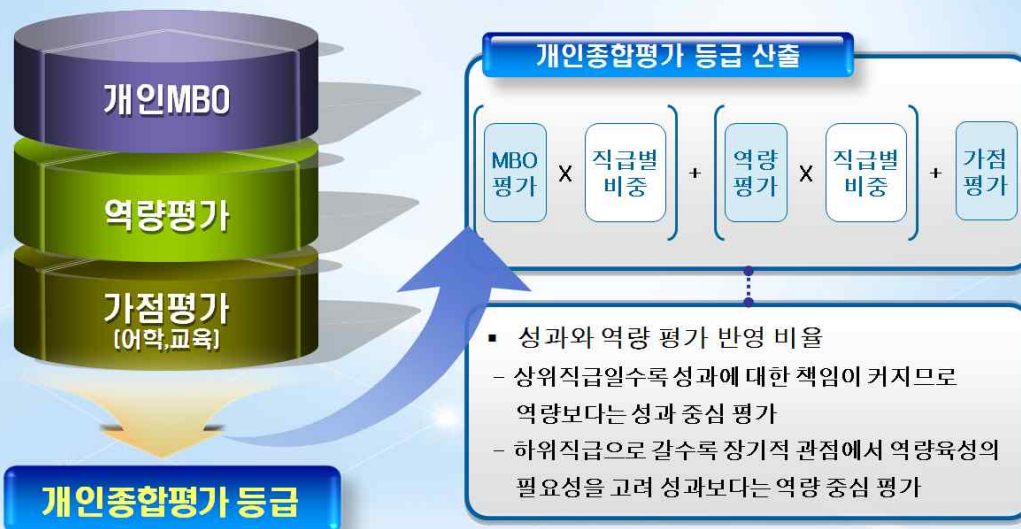 개인MBO
역량평가
가점평가
(어학,교육)
개인종합평가 등급
개인종합평가 등급 산출
MBO
평가
X
직급별
비중
+
역량
평가
X
직급별
비중
+
가점
평가
▪ 성과와 역량 평가 반영 비율
– 상위직급일수록 성과에 대한 책임이 커지므로
역량보다는 성과 중심 평가
– 하위직급으로 갈수록 장기적 관점에서 역량육성의
필요성을 고려 성과보다는 역량 중심 평가